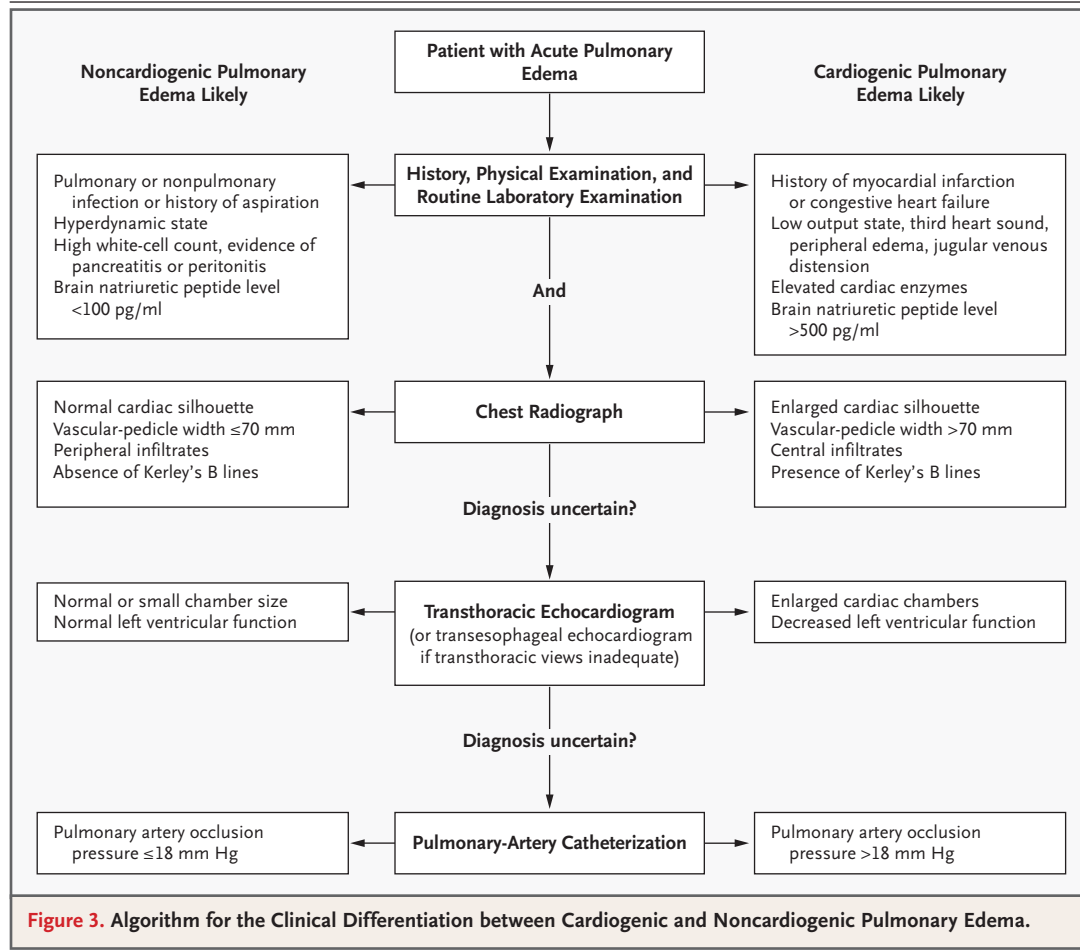 Patient with Acute Pulmonary
Edema
Noncardiogenic Pulmonary
Edema Likely
Cardiogenic Pulmonary
Edema Likely
History, Physical Examination, and
Routine Laboratory Examination
Pulmonary or nonpulmonary
infection or history of aspiration
Hyperdynamic state
High white-cell count, evidence of
pancreatitis or peritonitis
Brain natriuretic peptide level
<100 pg/ml
History of myocardial infarction
or congestive heart failure
Low output state, third heart sound,
peripheral edema, jugular venous
distension
Elevated cardiac enzymes
Brain natriuretic peptide level
>500 pg/ml
And
Chest Radiograph
Normal cardiac silhouette
Vascular-pedicle width ≤70 mm
Peripheral infiltrates
Absence of Kerley's B lines
Enlarged cardiac silhouette
Vascular-pedicle width >70 mm
Central infiltrates
Presence of Kerley's B lines
Diagnosis uncertain?
Transthoracic Echocardiogram
(or transesophageal echocardiogram
if transthoracic views inadequate)
Normal or small chamber size
Normal left ventricular function
Enlarged cardiac chambers
Decreased left ventricular function
Diagnosis uncertain?
Pulmonary-Artery Catheterization
Pulmonary artery occlusion
pressure ≤18 mm Hg
Pulmonary artery occlusion
pressure >18 mm Hg
Figure 3. Algorithm for the Clinical Differentiation between Cardiogenic and Noncardiogenic Pulmonary Edema.